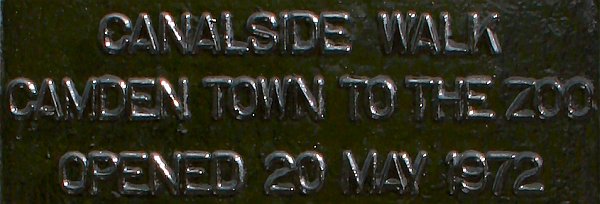 CANALSIDE WALK
CAMDEN TOWN TO THE ZOO
OPENED 20 MAY 1972